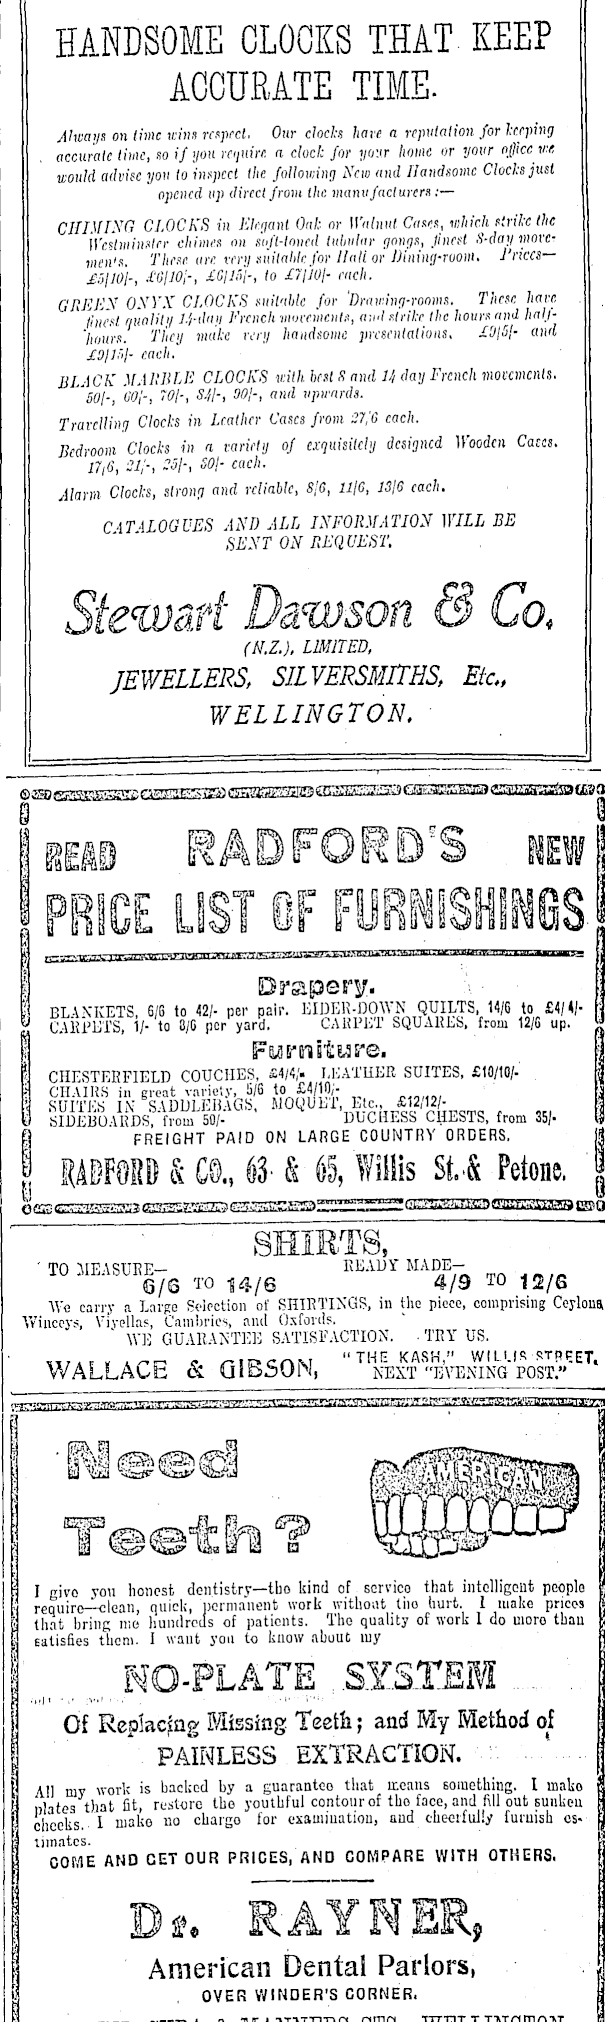 HANDSOME CLOCKS THAT KEEP
ACCURATE TIME.
Always on time wins respect. Our clocks have a reputation for keeping
accurate time, so if you require a clock for your home or your office we
would advise you to inspect the following New and Handsome Clocks just
opened up direct from the manufacturers:—
CHIMING CLOCKS in Elegant Oak or Walnut Cases, which strike the
Westminster chimes on soft-toned tubular gongs, finest 8-day move-
ments. These are very suitable for Hall or Dining-room. Prices—
£5/10/-, £6/10/-, £6/15/-, to £7/10/- each.
GREEN ONYX CLOCKS suitable for Drawing-rooms. These have
finest quality 14-day French movements, and strike the hours and half-
hours. They make very handsome presentations. £9/5/- and
£9/15/- each.
BLACK MARBLE CLOCKS with best 8 and 14 day French movements.
50/-, 60/-, 70/-, 84/-, 90/-, and upwards.
Travelling Clocks in Leather Cases from 27/6 each.
Bedroom Clocks in a variety of exquisitely designed Wooden Cases.
17/6, 21/-, 25/-, 30/- each.
Alarm Clocks, strong and reliable, 8/6, 11/6, 13/6 each.
CATALOGUES AND ALL INFORMATION WILL BE
SENT ON REQUEST.
Stewart Dawson & Co.
(N.Z.), LIMITED,
JEWELLERS, SILVERSMITHS, Etc.,
WELLINGTON.
READ RADFORD'S NEW
PRICE LIST OF FURNISHINGS
Drapery.
BLANKETS, 6/6 to 42/- per pair. EIDER-DOWN QUILTS, 14/6 to £4/4/-
CARPETS, 1/- to 8/6 per yard. CARPET SQUARES, from 12/6 up.
Furniture.
CHESTERFIELD COUCHES, £4/4/- LEATHER SUITES, £10/10/-
CHAIRS in great variety, 5/6 to £4/10/-
SUITES IN SADDLEBAGS, MOQUET, Etc., £12/12/-
SIDEBOARDS, from 50/- DUCHESS CHESTS, from 35/-
FREIGHT PAID ON LARGE COUNTRY ORDERS.
RADFORD & CO., 63 & 65, Willis St. & Petone.
SHIRTS,
TO MEASURE— READY MADE—
6/6 TO 14/6 4/9 TO 12/6
We carry a Large Selection of SHIRTINGS, in the piece, comprising Ceylons,
Winceys, Viyellas, Cambrics, and Oxfords.
WE GUARANTEE SATISFACTION. TRY US.
WALLACE & GIBSON, "THE KASH," WILLIS STREET,
NEXT "EVENING POST."
Need
Teeth?
AMERICAN
I give you honest dentistry—the kind of service that intelligent people
require—clean, quick, permanent work without the hurt. I make prices
that bring me hundreds of patients. The quality of work I do more than
satisfies them. I want you to know about my
NO-PLATE SYSTEM
Of Replacing Missing Teeth; and My Method of
PAINLESS EXTRACTION.
All my work is backed by a guarantee that means something. I make
plates that fit, restore the youthful contour of the face, and fill out sunken
cheeks. I make no charge for examination, and cheerfully furnish es-
timates.
COME AND GET OUR PRICES, AND COMPARE WITH OTHERS.
Dr. RAYNER,
American Dental Parlors,
OVER WINDER'S CORNER.
& MANNERS STS., WELLINGTON